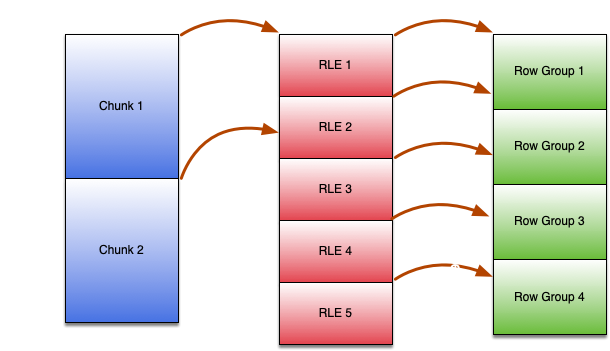 Chunk 1
Chunk 2
RLE 1
RLE 2
RLE 3
RLE 4
RLE 5
Row Group 1
Row Group 2
Row Group 3
Row Group 4